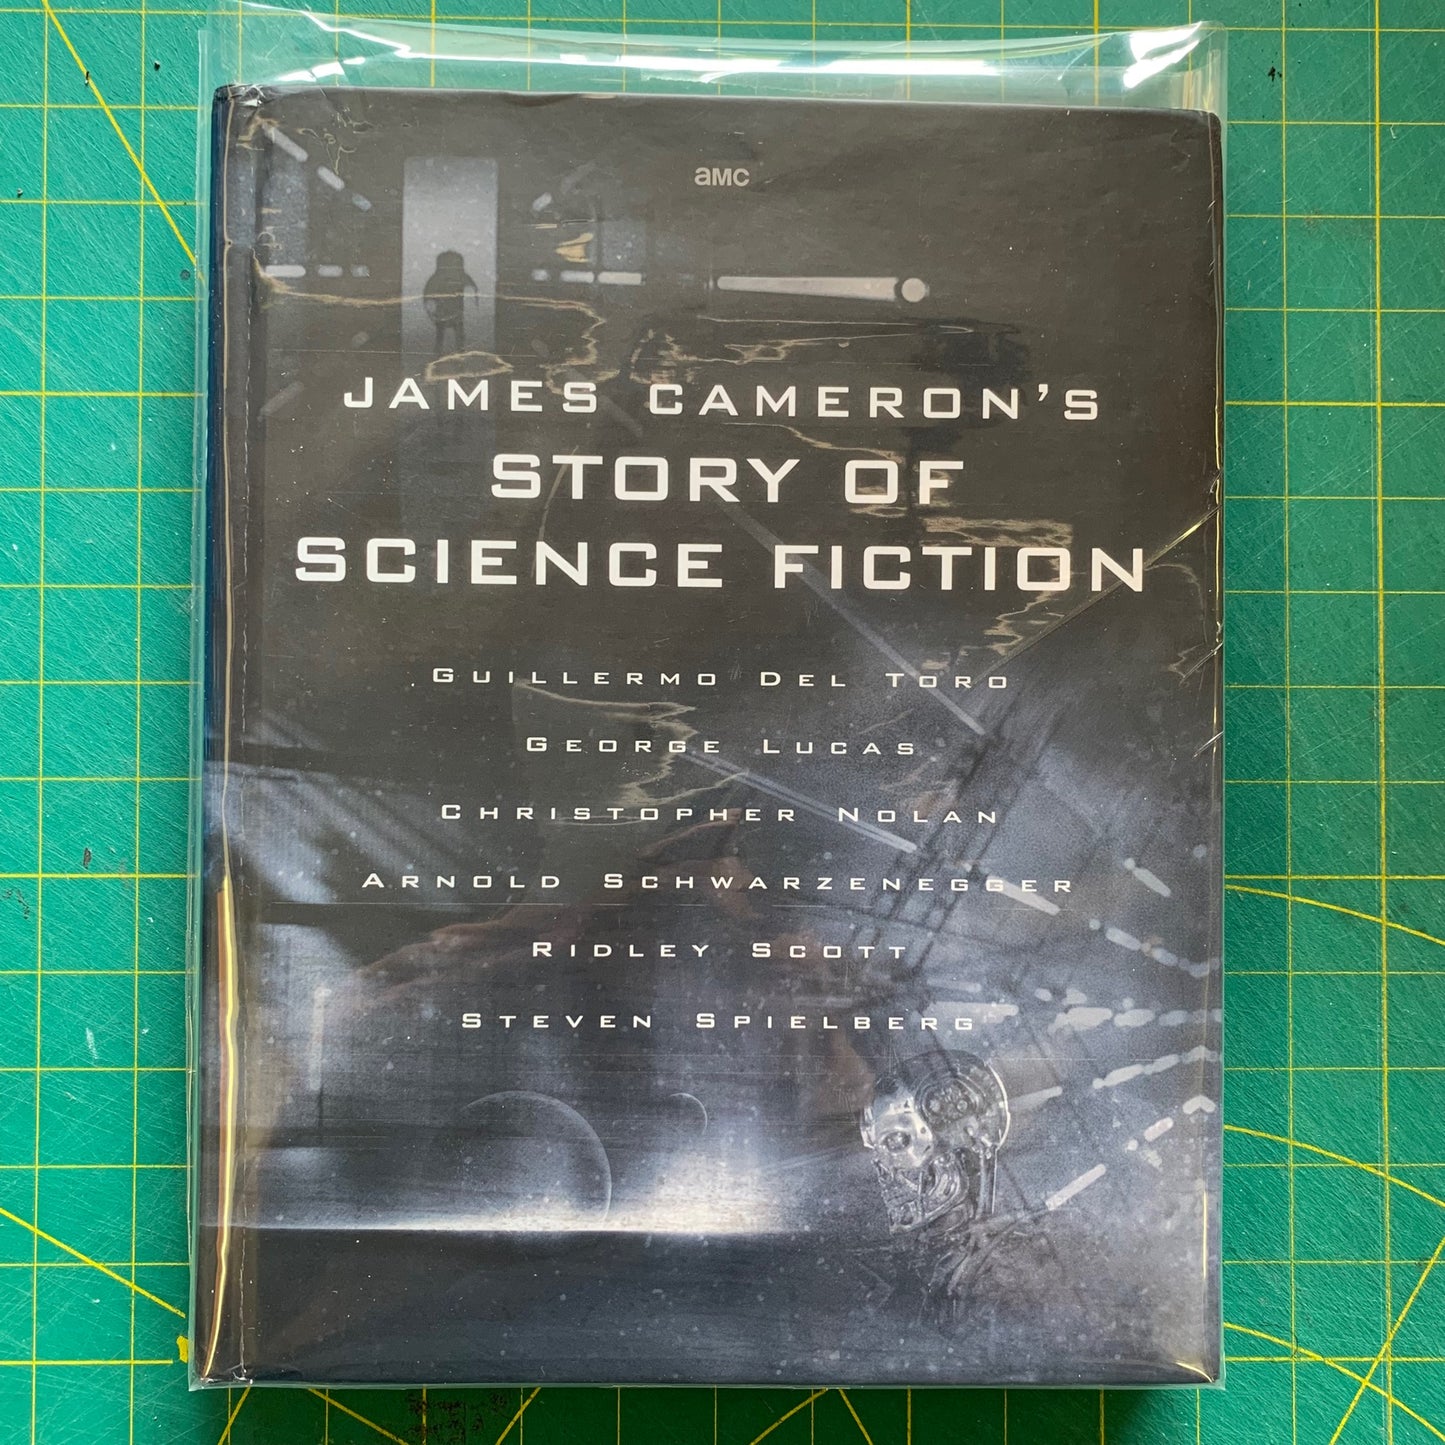 aMC
JAMES CAMERON'S
STORY OF
SCIENCE FICTION
GUILLERMO DEL TORO
GEORGE LUCAS
CHRISTOPHER NOLAN
ARNOLD SCHWARZENEGGER
RIDLEY SCOTT
STEVEN SPIELBERG